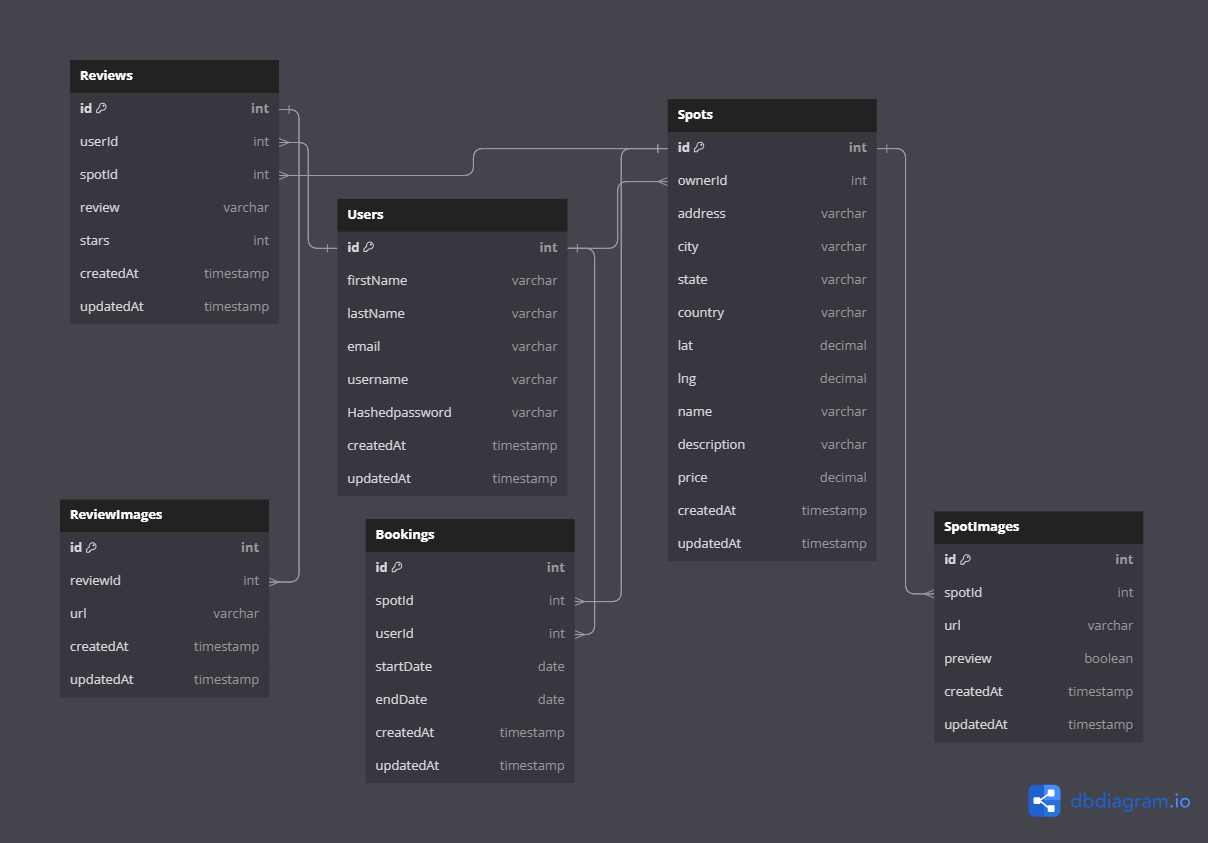 Reviews
id int
userId int
spotId int
review varchar
stars int
createdAt timestamp
updatedAt timestamp
Users
id int
firstName varchar
lastName varchar
email varchar
username varchar
Hashedpassword varchar
createdAt timestamp
updatedAt timestamp
Spots
id int
ownerId int
address varchar
city varchar
state varchar
country varchar
lat decimal
lng decimal
name varchar
description varchar
price decimal
createdAt timestamp
updatedAt timestamp
ReviewImages
id int
reviewId int
url varchar
createdAt timestamp
updatedAt timestamp
Bookings
id int
spotId int
userId int
startDate date
endDate date
createdAt timestamp
updatedAt timestamp
SpotImages
id int
spotId int
url varchar
preview boolean
createdAt timestamp
updatedAt timestamp
dbdiagram.io